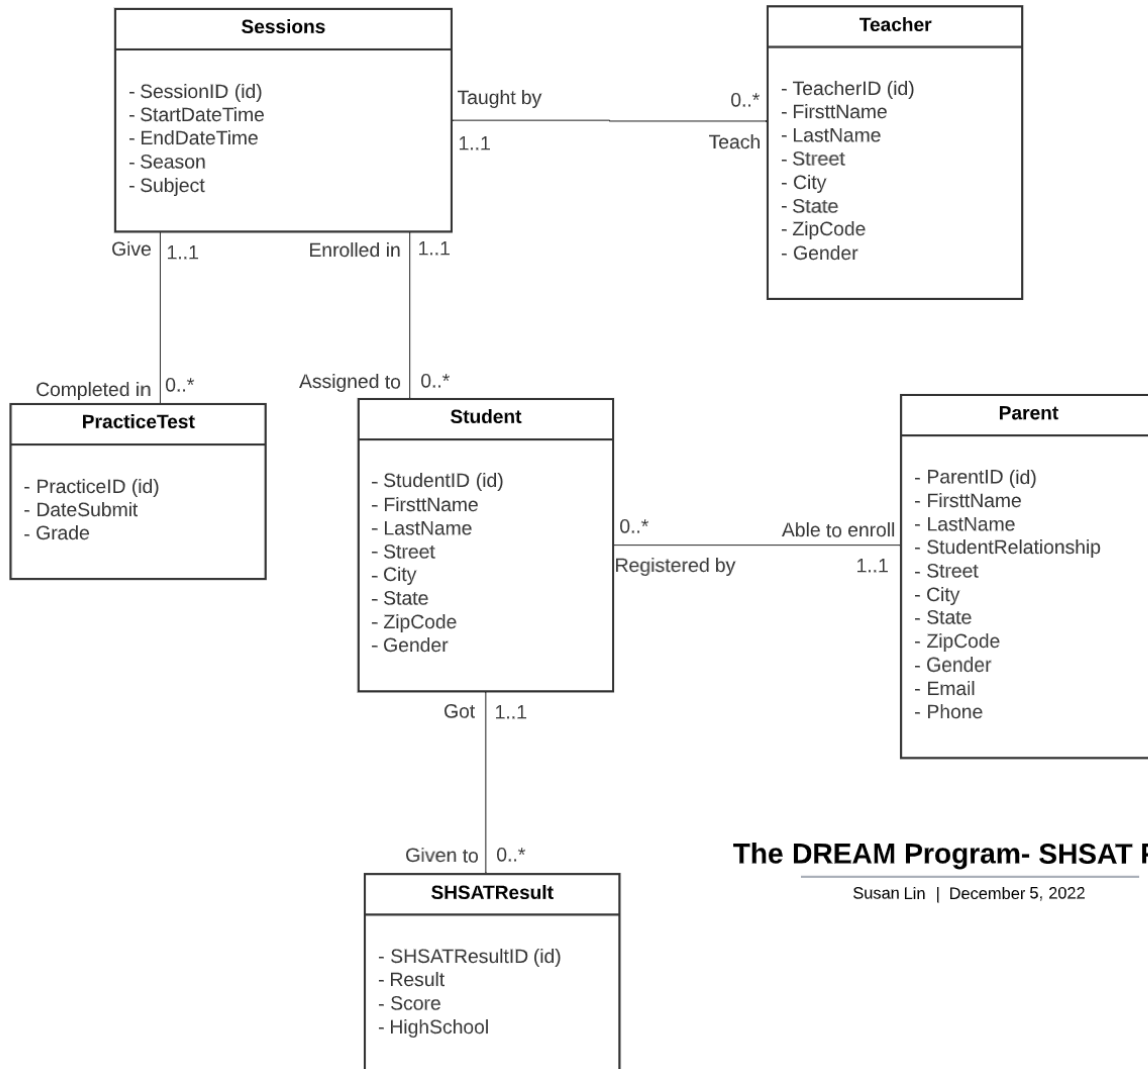 Sessions
- SessionID (id)
- StartDateTime
- EndDateTime
- Season
- Subject
Teacher
- TeacherID (id)
- FirsttName
- LastName
- Street
- City
- State
- ZipCode
- Gender
Taught by
0..*
1..1
Teach
Give
1..1
Enrolled in
1..1
Completed in
0..*
Assigned to
0..*
PracticeTest
- PracticeID (id)
- DateSubmit
- Grade
Student
- StudentID (id)
- FirsttName
- LastName
- Street
- City
- State
- ZipCode
- Gender
Parent
- ParentID (id)
- FirsttName
- LastName
- StudentRelationship
- Street
- City
- State
- ZipCode
- Gender
- Email
- Phone
0..*
Able to enroll
Registered by
1..1
Got
1..1
Given to
0..*
SHSATResult
- SHSATResultID (id)
- Result
- Score
- HighSchool
The DREAM Program- SHSAT
Susan Lin | December 5, 2022